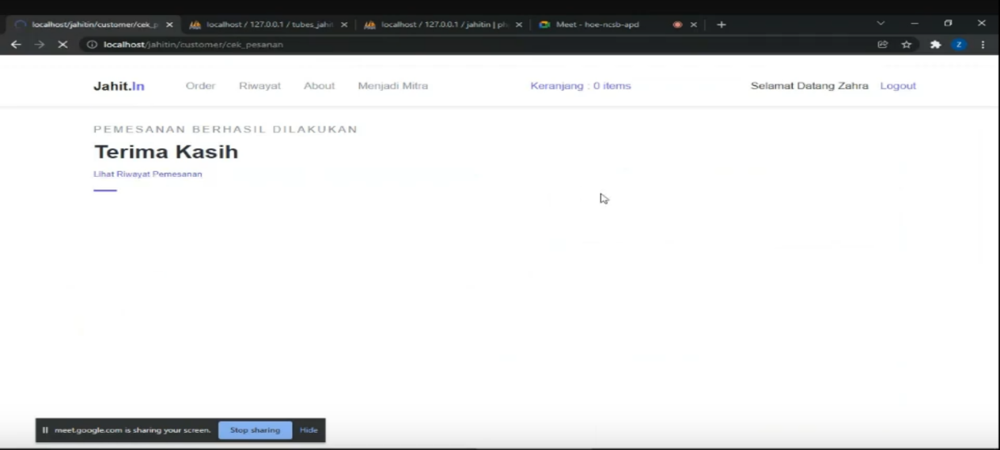 localhost/jahitin/customer/cek_p
localhost / 127.0.0.1 / tubes_jahi
localhost / 127.0.0.1 / jahitin | ph
Meet - hoe-ncsb-apd
localhost/jahitin/customer/cek_pesanan
Z
Jahit.In
Order
Riwayat
About
Menjadi Mitra
Keranjang : 0 items
Selamat Datang Zahra
Logout
PEMESANAN BERHASIL DILAKUKAN
Terima Kasih
Lihat Riwayat Pemesanan
meet.google.com is sharing your screen.
Stop sharing
Hide